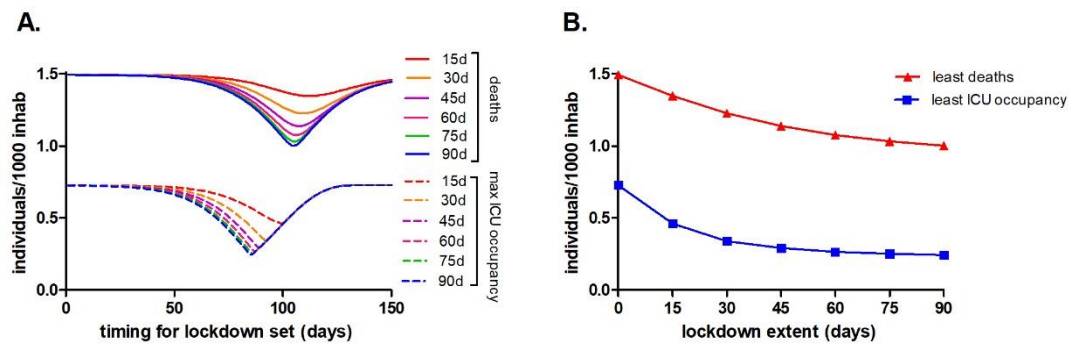 A.
individuals/1000 inhab
1.5
1.0
0.5
0.0
0
50
100
150
timing for lockdown set (days)
15d
30d
45d
60d
75d
90d
deaths
15d
30d
45d
60d
75d
90d
max ICU occupancy
B.
individuals/1000 inhab
1.5
1.0
0.5
0.0
0
15
30
45
60
75
90
lockdown extent (days)
least deaths
least ICU occupancy